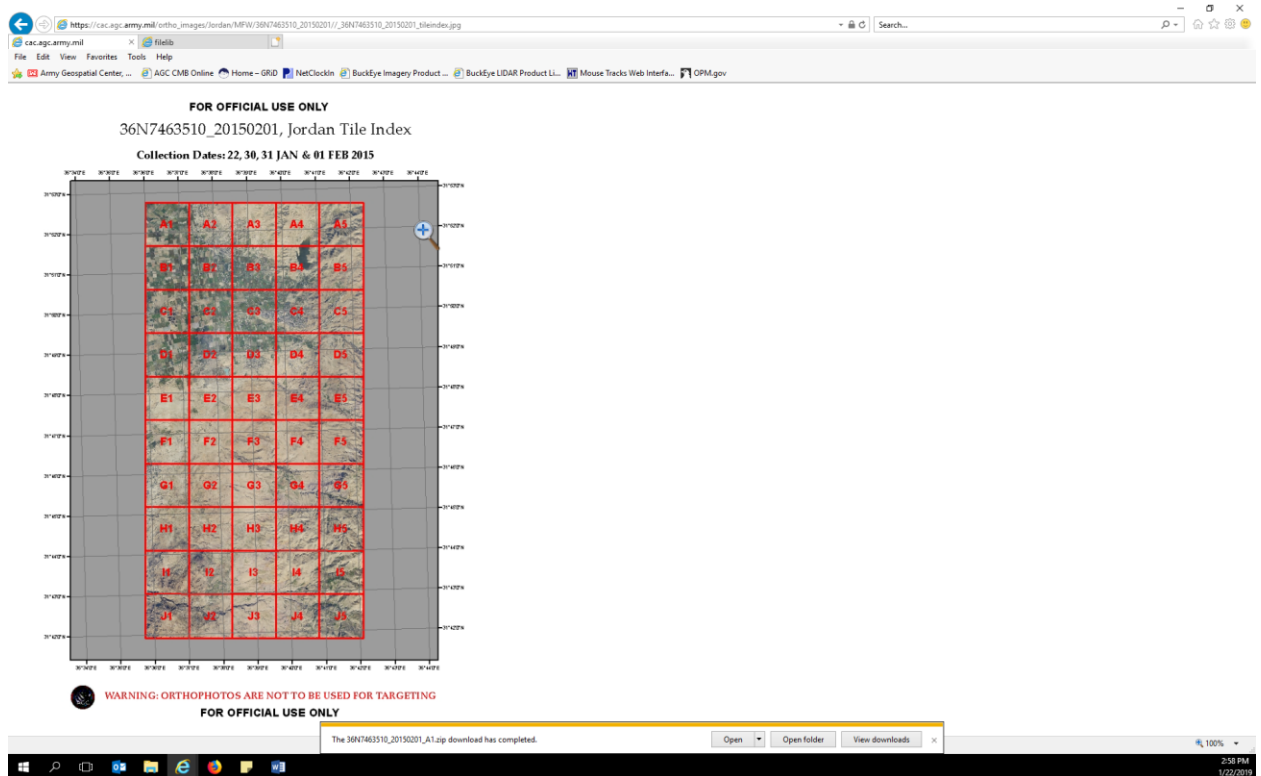 https://cac.agc.army.mil/ortho_images/Jordan/MFW/36N7463510_20150201//_36N7463510_20150201_tileindex.jpg
Search...
cac.agc.army.mil
filelib
File Edit View Favorites Tools Help
Army Geospatial Center, ... AGC CMB Online Home – GRiD NetClockIn BuckEye Imagery Product ... BuckEye LIDAR Product Li... Mouse Tracks Web Interfa... OPM.gov
FOR OFFICIAL USE ONLY
36N7463510_20150201, Jordan Tile Index
Collection Dates: 22, 30, 31 JAN & 01 FEB 2015
A1 A2 A3 A4 A5
B1 B2 B3 B4 B5
C1 C2 C3 C4 C5
D1 D2 D3 D4 D5
E1 E2 E3 E4 E5
F1 F2 F3 F4 F5
G1 G2 G3 G4 G5
H1 H2 H3 H4 H5
I1 I2 I3 I4 I5
J1 J2 J3 J4 J5
WARNING: ORTHOPHOTOS ARE NOT TO BE USED FOR TARGETING
FOR OFFICIAL USE ONLY
The 36N7463510_20150201_A1.zip download has completed.
Open
Open folder
View downloads
100%
2:58 PM
1/22/2019